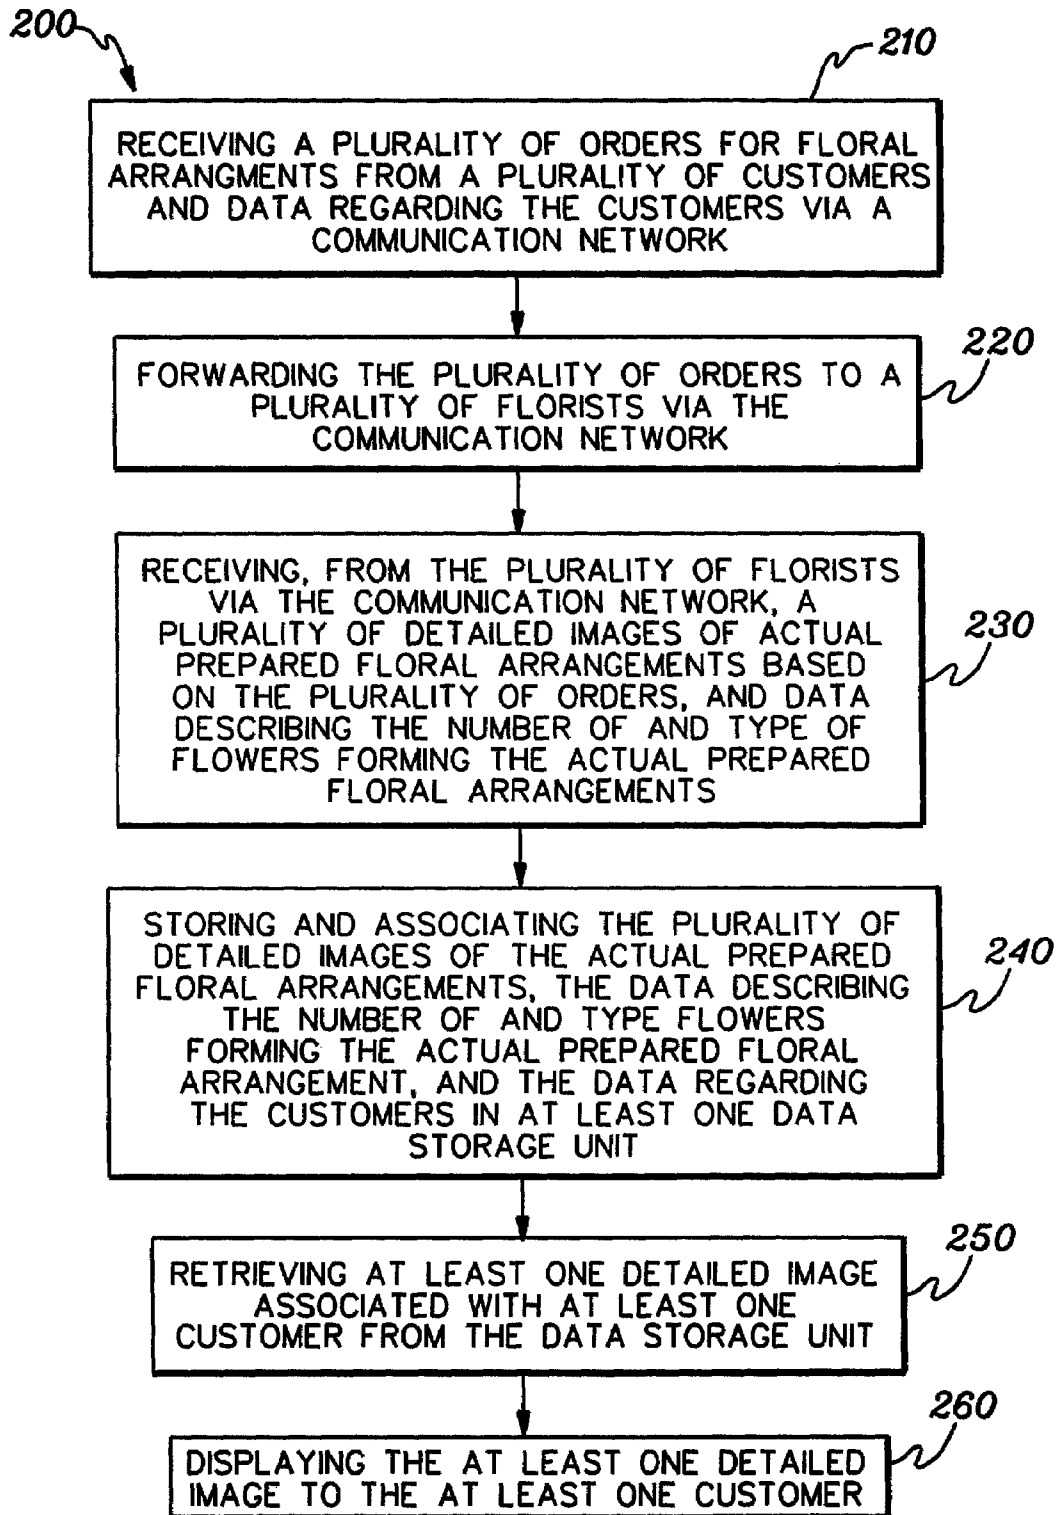 200
210
RECEIVING A PLURALITY OF ORDERS FOR FLORAL
ARRANGMENTS FROM A PLURALITY OF CUSTOMERS
AND DATA REGARDING THE CUSTOMERS VIA A
COMMUNICATION NETWORK
220
FORWARDING THE PLURALITY OF ORDERS TO A
PLURALITY OF FLORISTS VIA THE
COMMUNICATION NETWORK
230
RECEIVING, FROM THE PLURALITY OF FLORISTS
VIA THE COMMUNICATION NETWORK, A
PLURALITY OF DETAILED IMAGES OF ACTUAL
PREPARED FLORAL ARRANGEMENTS BASED
ON THE PLURALITY OF ORDERS, AND DATA
DESCRIBING THE NUMBER OF AND TYPE OF
FLOWERS FORMING THE ACTUAL PREPARED
FLORAL ARRANGEMENTS
240
STORING AND ASSOCIATING THE PLURALITY OF
DETAILED IMAGES OF THE ACTUAL PREPARED
FLORAL ARRANGEMENTS, THE DATA DESCRIBING
THE NUMBER OF AND TYPE FLOWERS
FORMING THE ACTUAL PREPARED FLORAL
ARRANGEMENT, AND THE DATA REGARDING
THE CUSTOMERS IN AT LEAST ONE DATA
STORAGE UNIT
250
RETRIEVING AT LEAST ONE DETAILED IMAGE
ASSOCIATED WITH AT LEAST ONE
CUSTOMER FROM THE DATA STORAGE UNIT
260
DISPLAYING THE AT LEAST ONE DETAILED
IMAGE TO THE AT LEAST ONE CUSTOMER